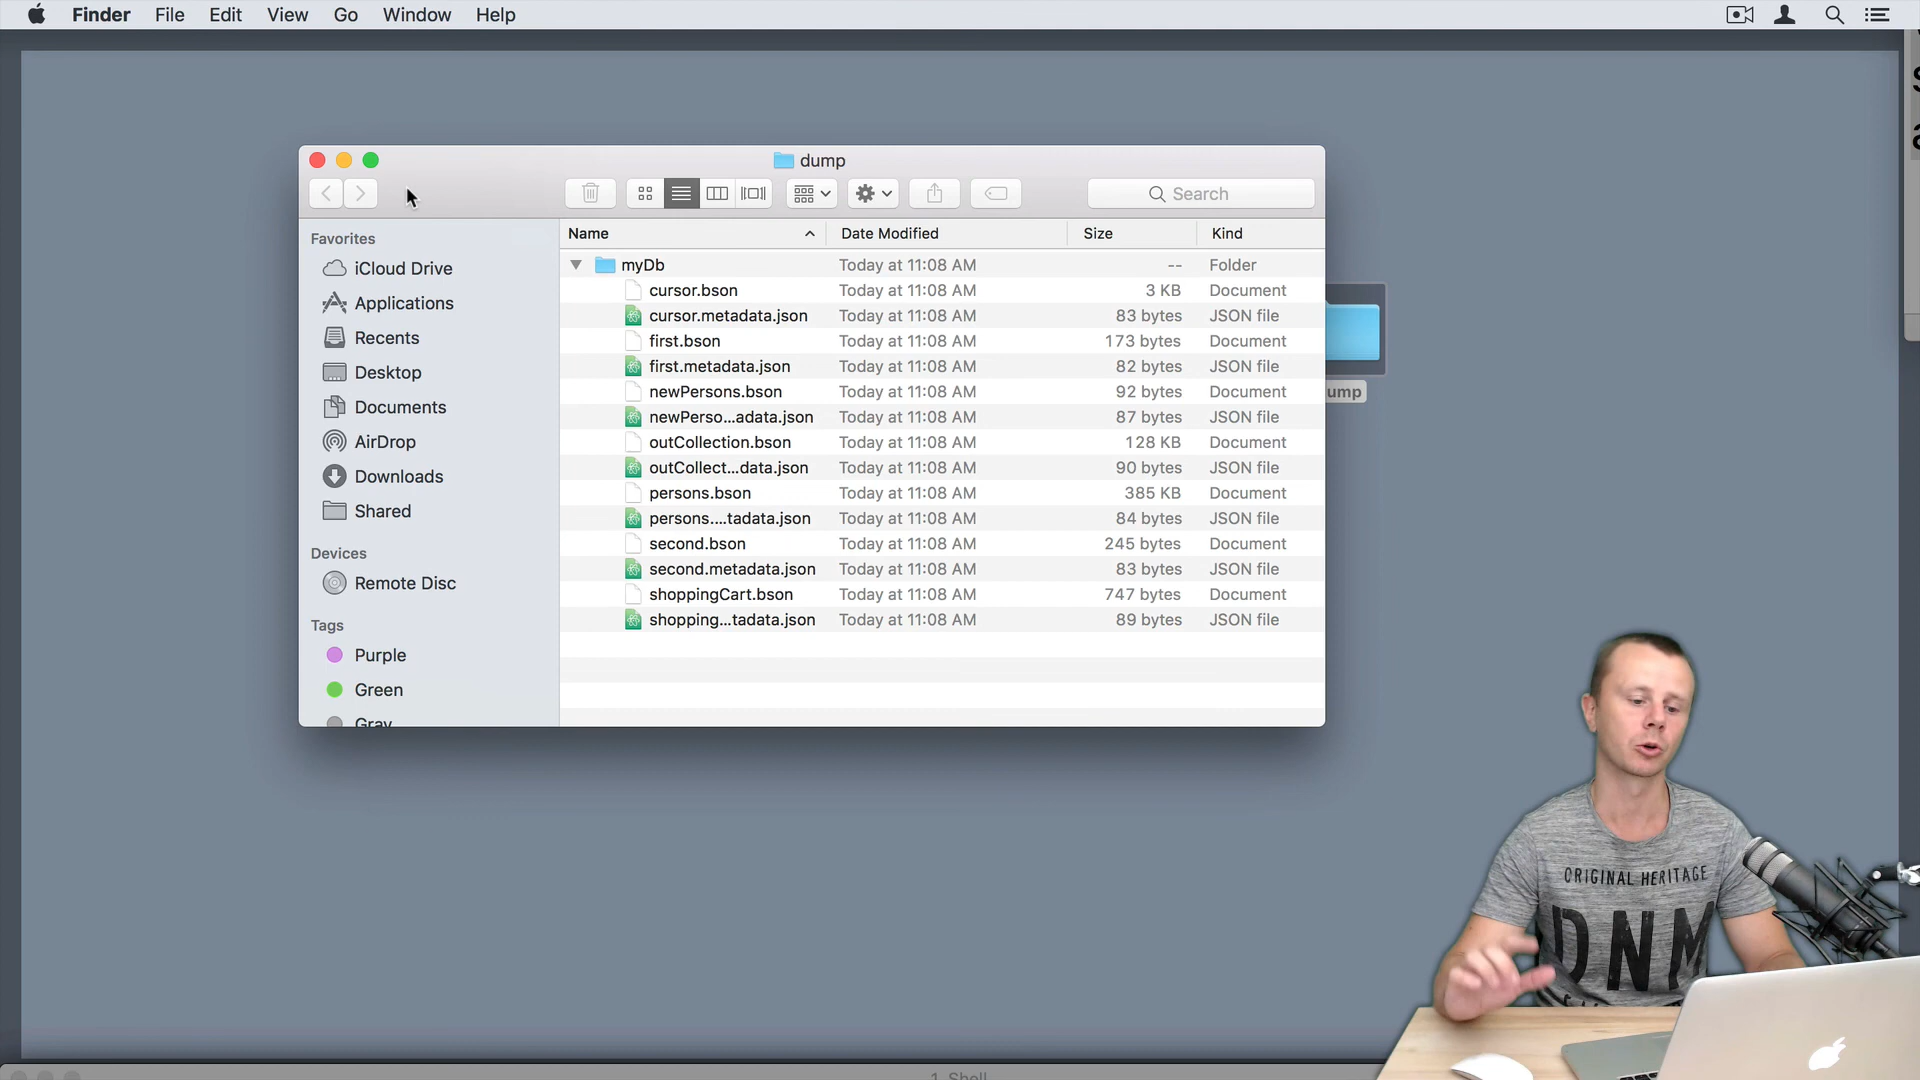 Finder File Edit View Go Window Help
dump
Search
Favorites
iCloud Drive
Applications
Recents
Desktop
Documents
AirDrop
Downloads
Shared
Devices
Remote Disc
Tags
Purple
Green
Gray
Name Date Modified Size Kind
myDb Today at 11:08 AM -- Folder
cursor.bson Today at 11:08 AM 3 KB Document
cursor.metadata.json Today at 11:08 AM 83 bytes JSON file
first.bson Today at 11:08 AM 173 bytes Document
first.metadata.json Today at 11:08 AM 82 bytes JSON file
newPersons.bson Today at 11:08 AM 92 bytes Document
newPerso...adata.json Today at 11:08 AM 87 bytes JSON file
outCollection.bson Today at 11:08 AM 128 KB Document
outCollect...data.json Today at 11:08 AM 90 bytes JSON file
persons.bson Today at 11:08 AM 385 KB Document
persons....tadata.json Today at 11:08 AM 84 bytes JSON file
second.bson Today at 11:08 AM 245 bytes Document
second.metadata.json Today at 11:08 AM 83 bytes JSON file
shoppingCart.bson Today at 11:08 AM 747 bytes Document
shopping...tadata.json Today at 11:08 AM 89 bytes JSON file
ump
ORIGINAL HERITAGE
DNM
1. Shell